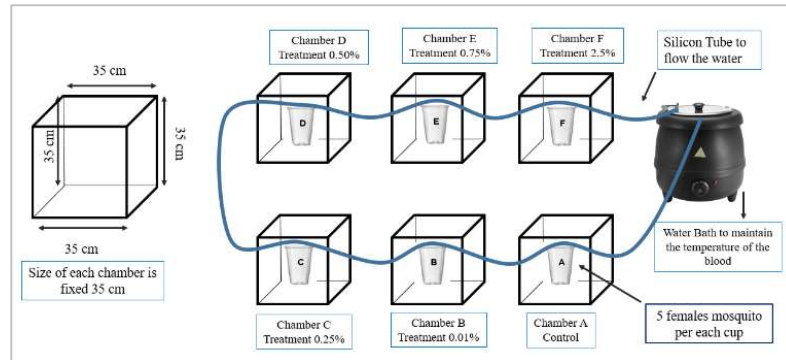 35 cm
35 cm
35 cm
35 cm
Size of each chamber is
fixed 35 cm
Chamber D
Treatment 0.50%
Chamber E
Treatment 0.75%
Chamber F
Treatment 2.5%
Silicon Tube to
flow the water
D
E
F
Water Bath to maintain
the temperature of the
blood
C
B
A
Chamber C
Treatment 0.25%
Chamber B
Treatment 0.01%
Chamber A
Control
5 females mosquito
per each cup